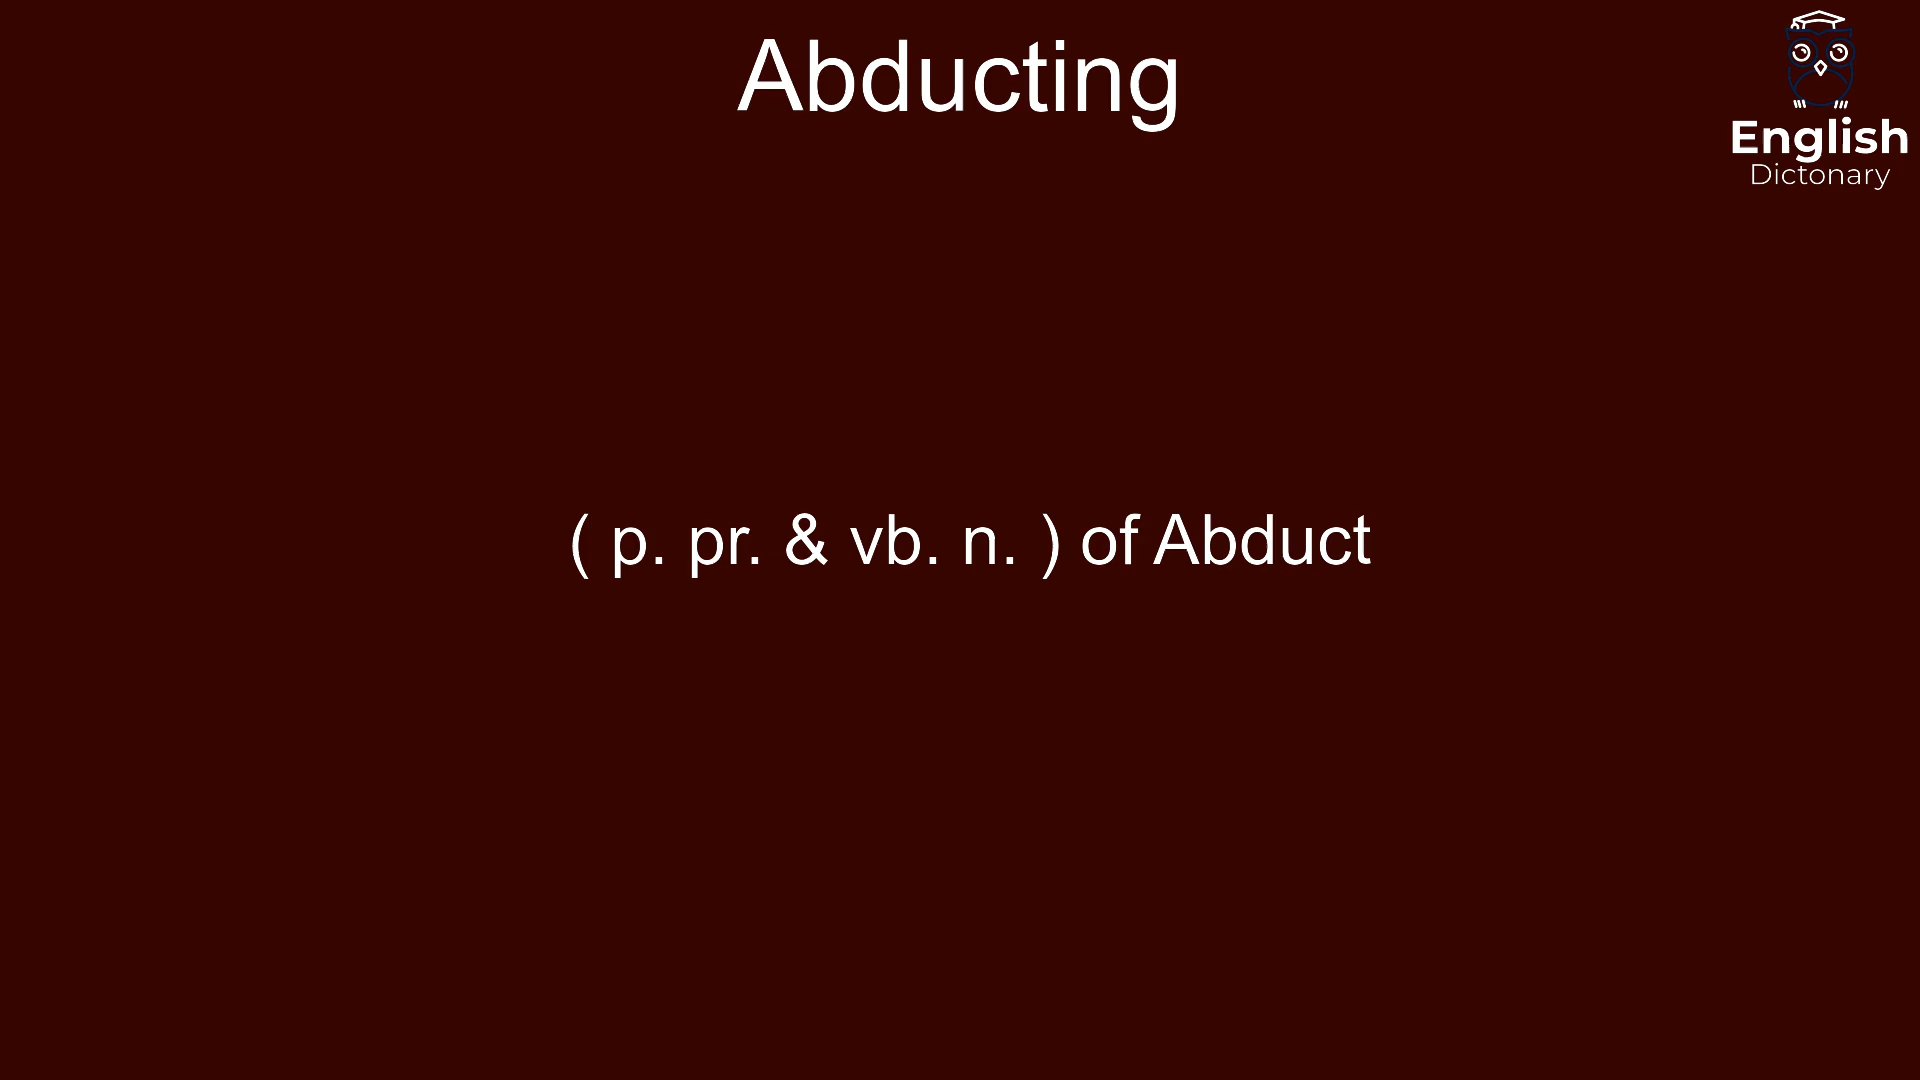 Abducting
English
Dictonary
( p. pr. & vb. n. ) of Abduct